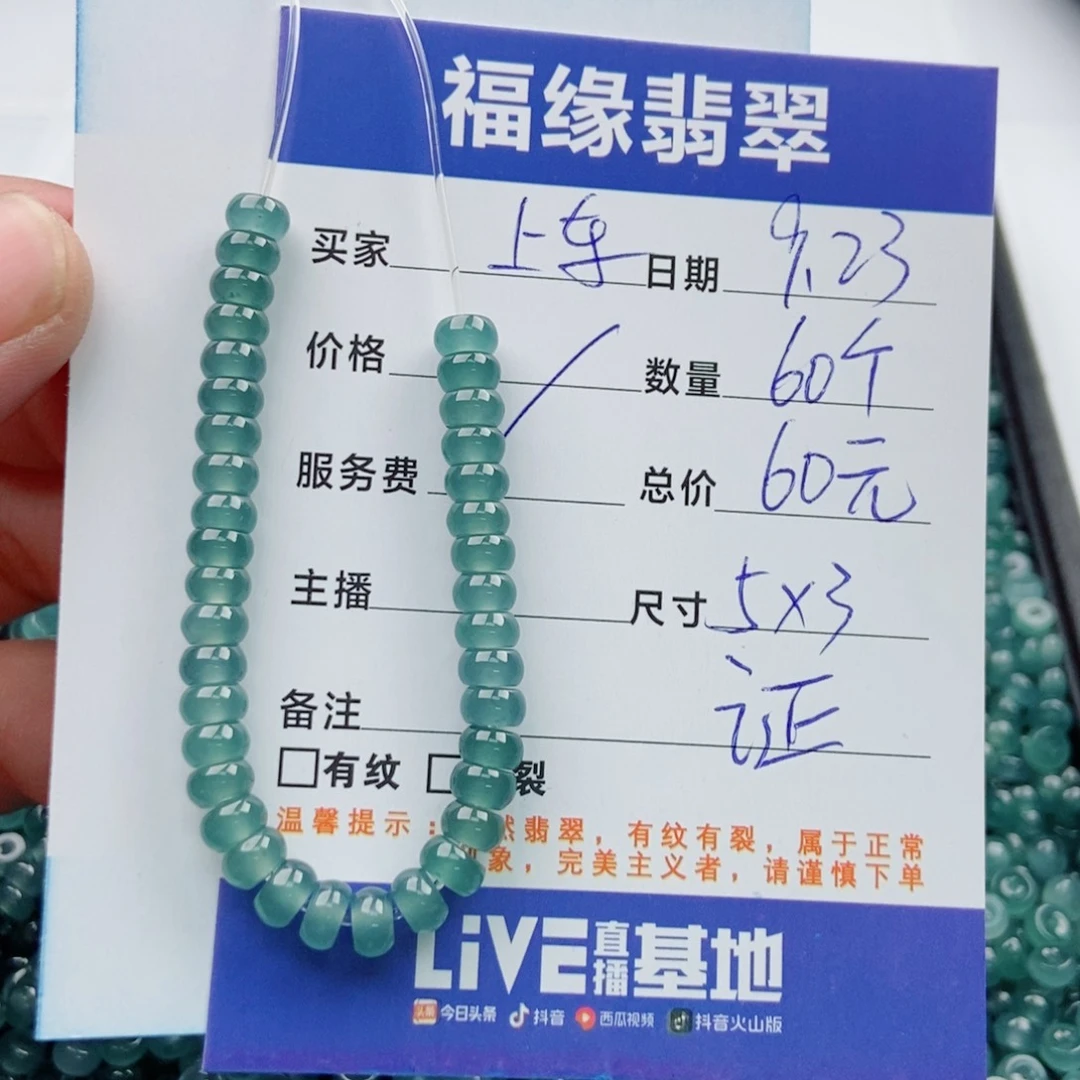 福缘翡翠
买家 上车 日期 9.23
价格 数量 60个
服务费 总价 60元
主播 尺寸 5×3
备注 证
□有纹 □ 裂
温馨提示：然翡翠，有纹有裂，属于正常
象，完美主义者，请谨慎下单
LiVE直播基地
头条 今日头条 抖音 西瓜视频 抖音火山版